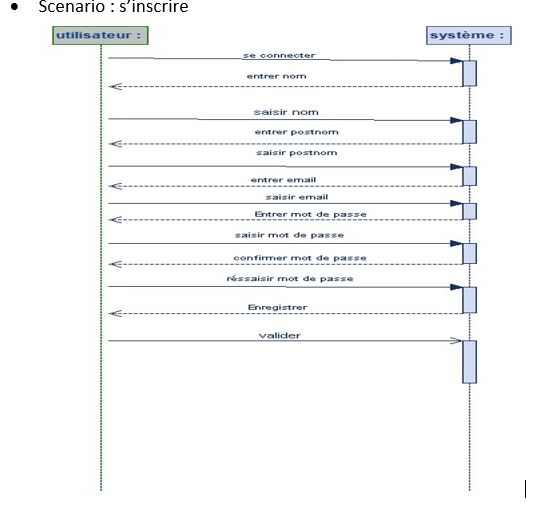 • Scenario : s’inscrire
utilisateur : système :
se connecter
entrer nom
saisir nom
entrer postnom
saisir postnom
entrer email
saisir email
Entrer mot de passe
saisir mot de passe
confirmer mot de passe
réssaisir mot de passe
Enregistrer
valider